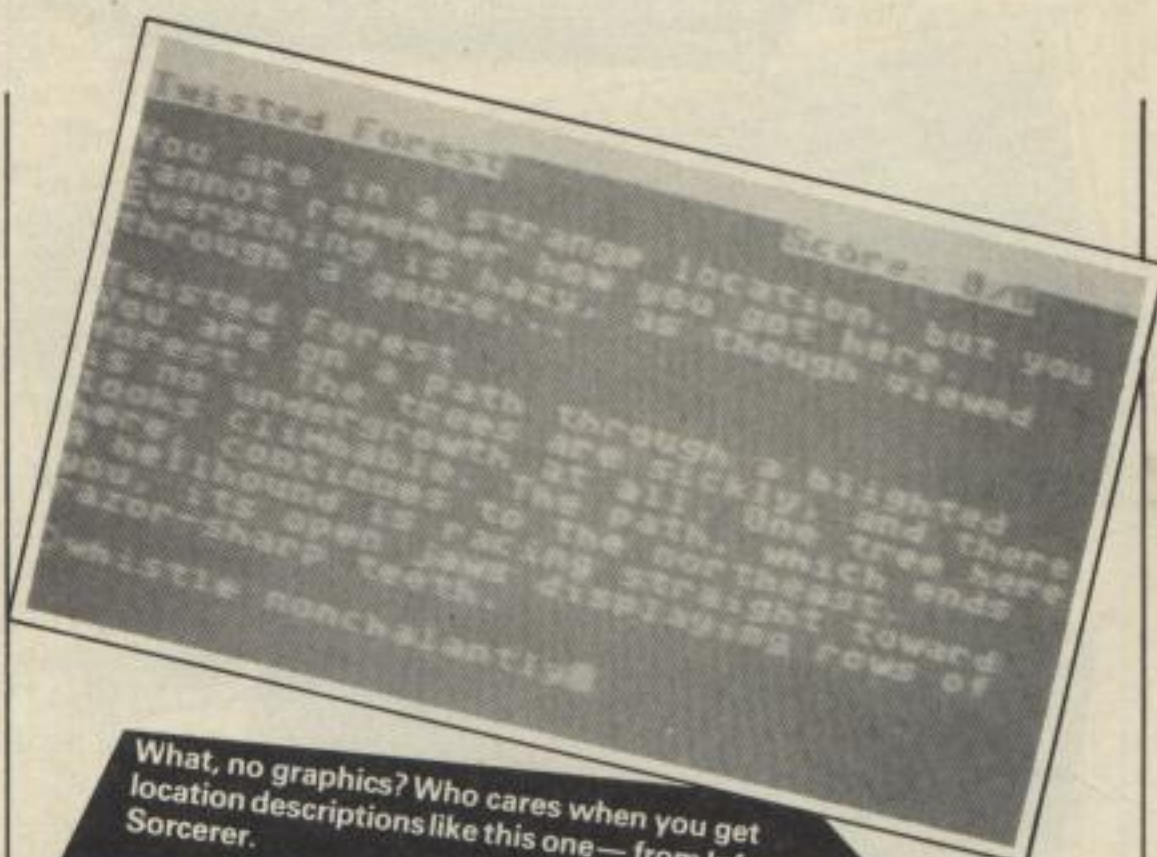 Twisted Forest Score: 0/0
You are in a strange location, but you
cannot remember how you got here.
Everything is hazy, as though viewed
through a gauze...
Twisted Forest
You are on a path through a blighted
forest. The trees are sickly, and there
is no undergrowth at all. One tree here
looks climbable. The path, which ends
here, continues to the northeast.
A hellhound is racing straight toward
you, its open jaws displaying rows of
razor-sharp teeth.
>whistle nonchalantly
What, no graphics? Who cares when you get
location descriptions like this one — from
Sorcerer.